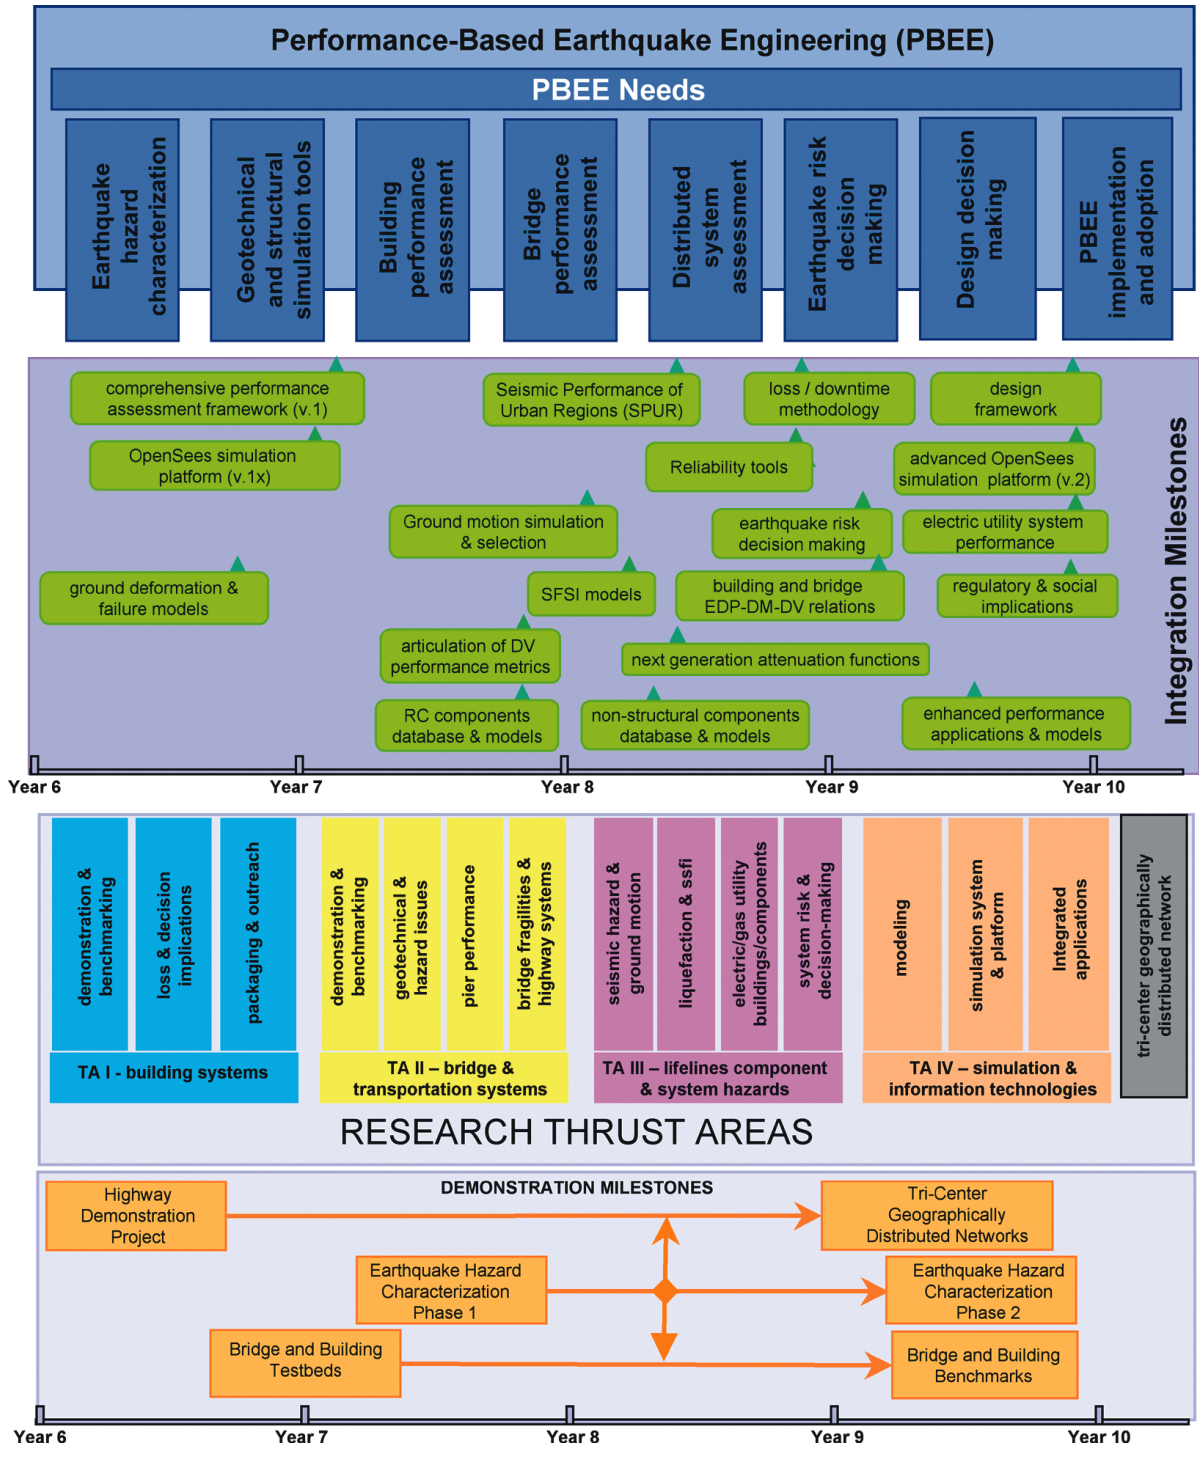 Performance-Based Earthquake Engineering (PBEE)
PBEE Needs
Earthquake
hazard
characterization
Geotechnical
and structural
simulation tools
Building
performance
assessment
Bridge
performance
assessment
Distributed
system
assessment
Earthquake risk
decision
making
Design decision
making
PBEE
implementation
and adoption
comprehensive performance
assessment framework (v.1)
Seismic Performance of
Urban Regions (SPUR)
loss / downtime
methodology
design
framework
OpenSees simulation
platform (v.1x)
Reliability tools
advanced OpenSees
simulation platform (v.2)
Ground motion simulation
& selection
earthquake risk
decision making
electric utility system
performance
ground deformation &
failure models
SFSI models
building and bridge
EDP-DM-DV relations
regulatory & social
implications
articulation of DV
performance metrics
next generation attenuation functions
RC components
database & models
non-structural components
database & models
enhanced performance
applications & models
Integration Milestones
Year 6
Year 7
Year 8
Year 9
Year 10
demonstration &
benchmarking
loss & decision
implications
packaging & outreach
TA I - building systems
demonstration &
benchmarking
geotechnical &
hazard issues
pier performance
bridge fragilities &
highway systems
TA II – bridge &
transportation systems
seismic hazard &
ground motion
liquefaction & ssfi
electric/gas utility
buildings/components
system risk &
decision-making
TA III – lifelines component
& system hazards
modeling
simulation system
& platform
Integrated
applications
TA IV – simulation &
information technologies
tri-center geographically
distributed network
RESEARCH THRUST AREAS
DEMONSTRATION MILESTONES
Highway
Demonstration
Project
Tri-Center
Geographically
Distributed Networks
Earthquake Hazard
Characterization
Phase 1
Earthquake Hazard
Characterization
Phase 2
Bridge and Building
Testbeds
Bridge and Building
Benchmarks
Year 6
Year 7
Year 8
Year 9
Year 10